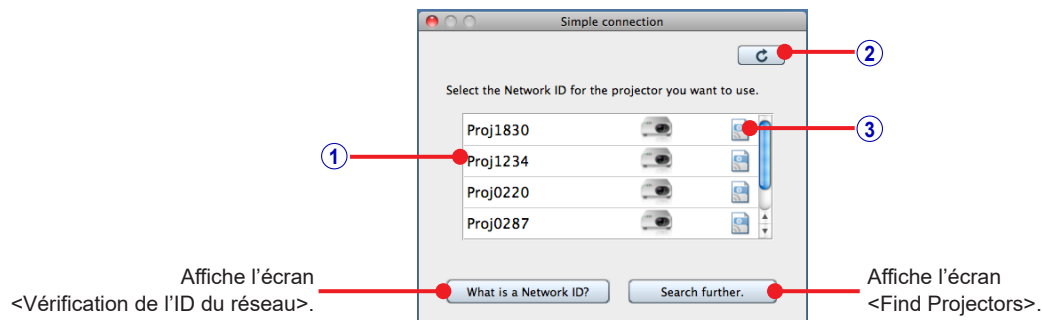 Simple connection
2
Select the Network ID for the projector you want to use.
Proj1830
3
1
Proj1234
Proj0220
Proj0287
Affiche l’écran
<Vérification de l’ID du réseau>.
What is a Network ID?
Search further.
Affiche l’écran
<Find Projectors>.